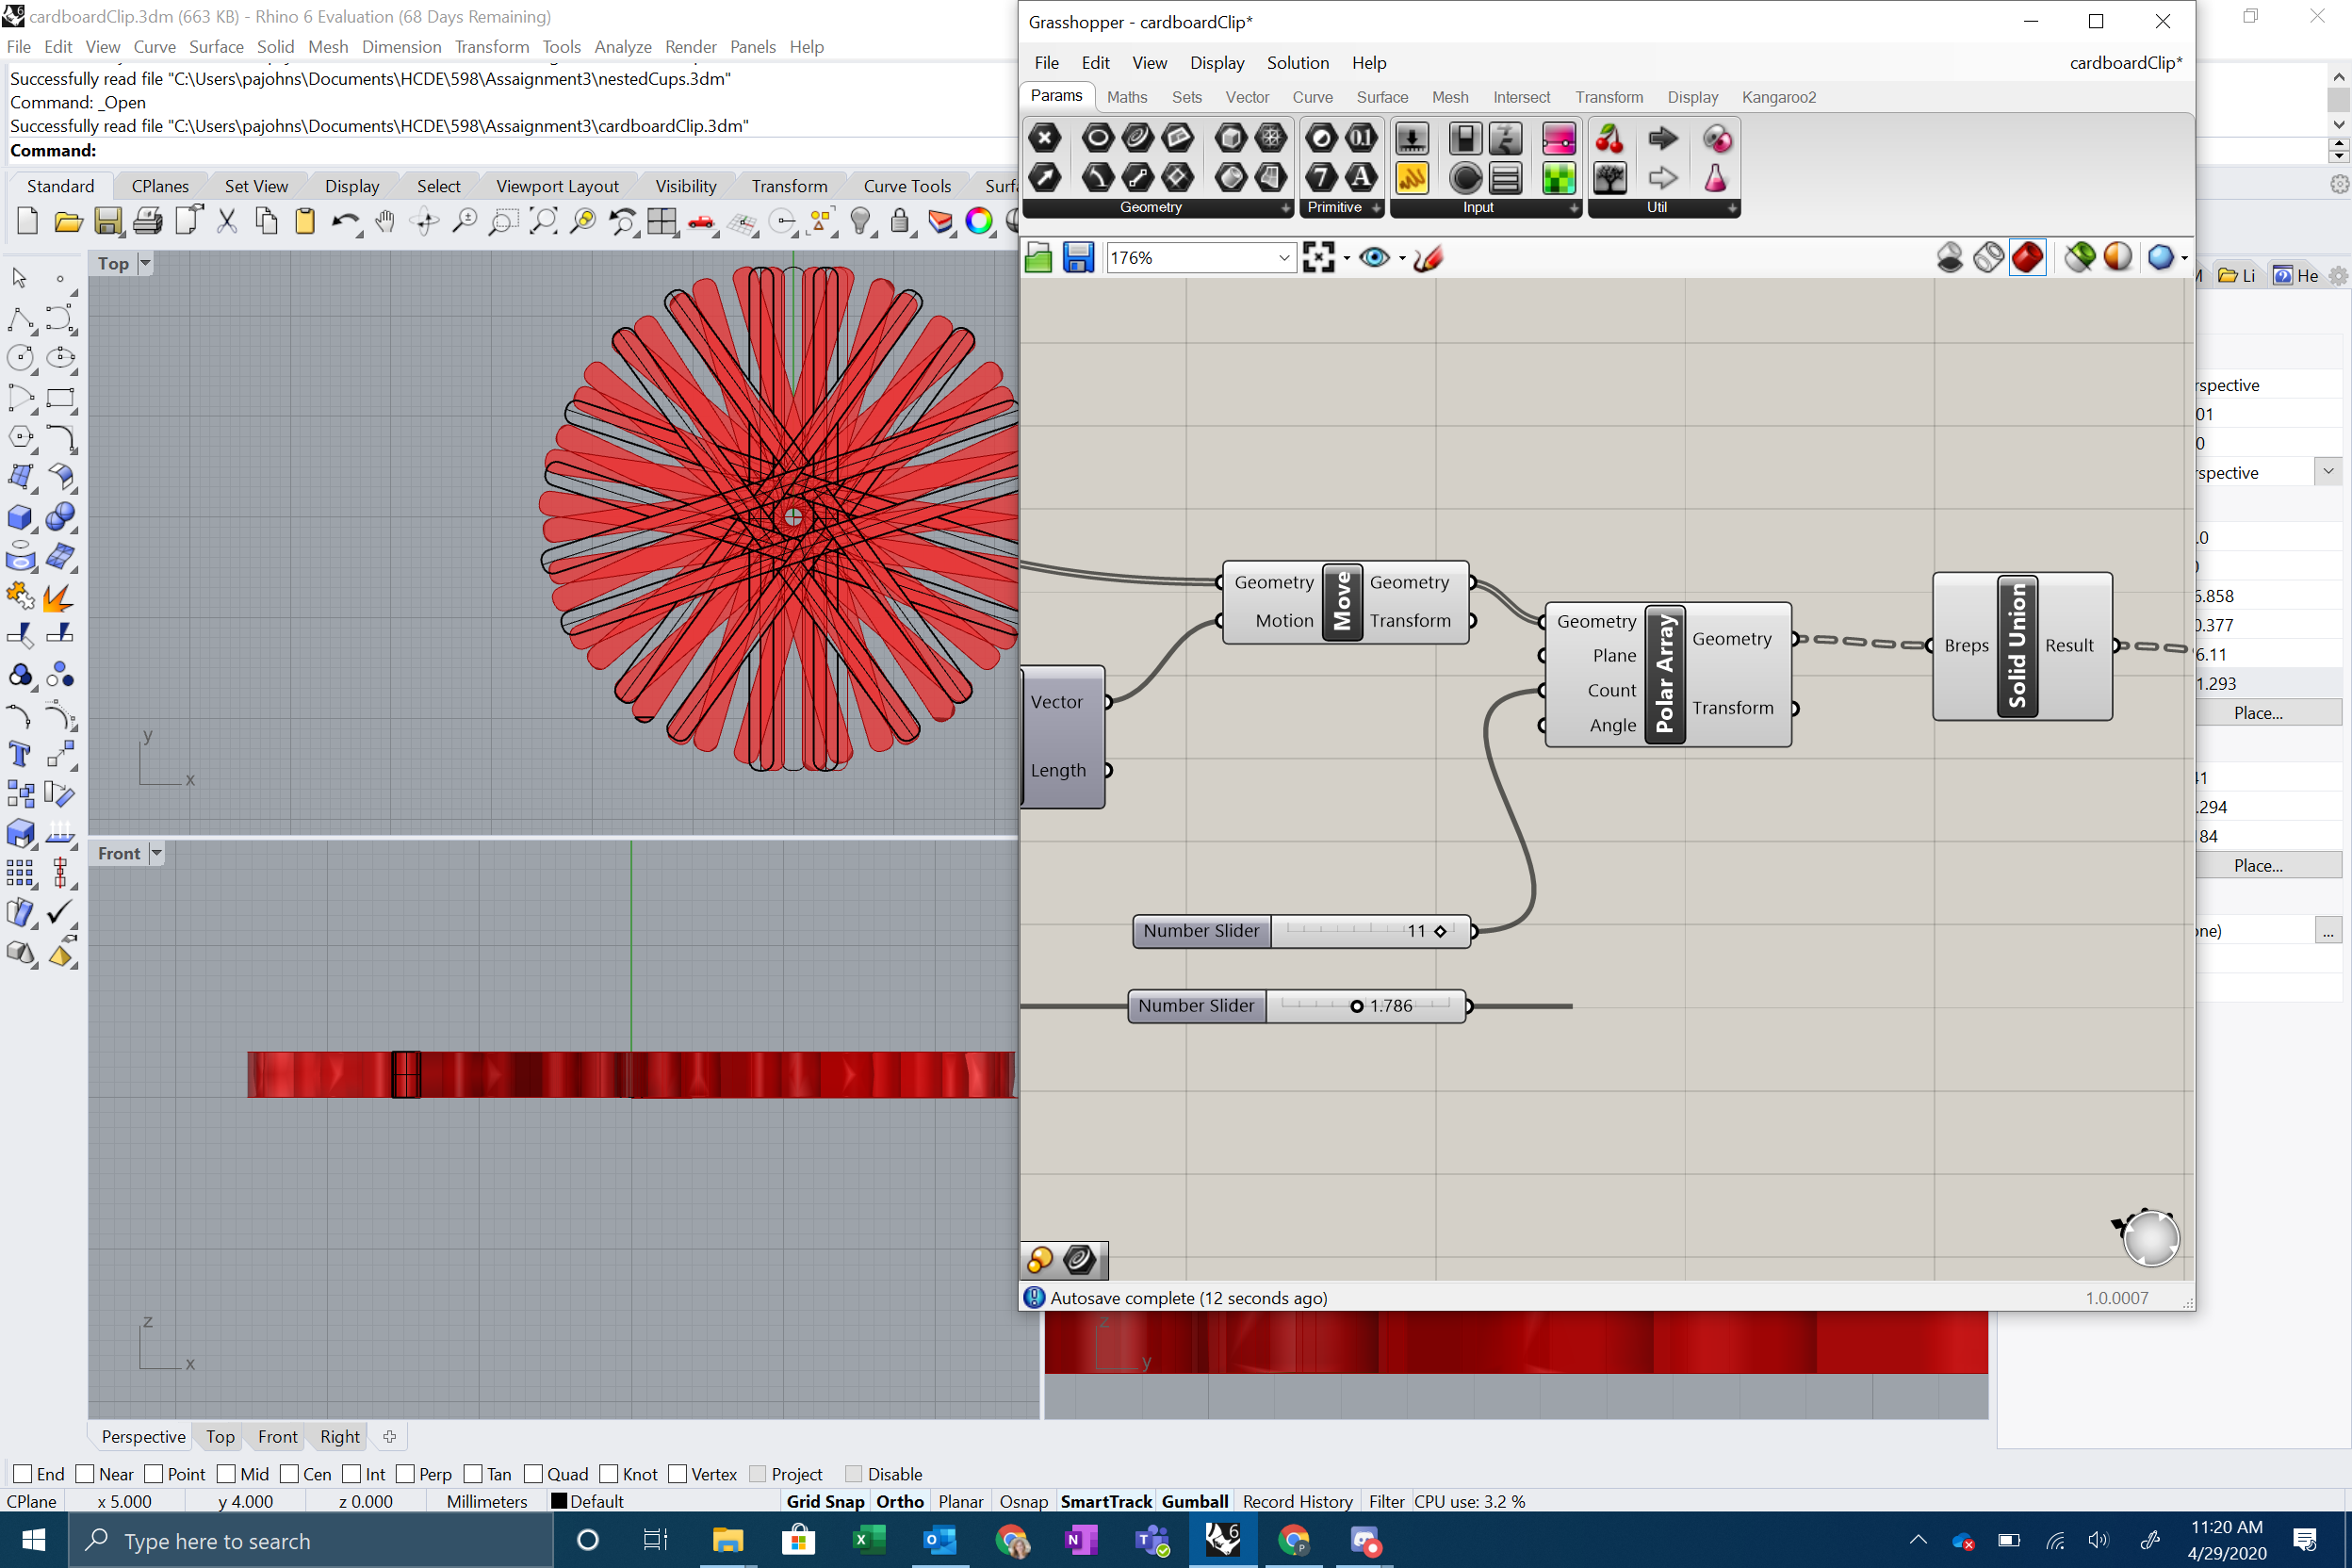 cardboardClip.3dm (663 KB) - Rhino 6 Evaluation (68 Days Remaining)
File Edit View Curve Surface Solid Mesh Dimension Transform Tools Analyze Render Panels Help
Successfully read file "C:\Users\pajohns\Documents\HCDE\598\Assaignment3\nestedCups.3dm"
Command: _Open
Successfully read file "C:\Users\pajohns\Documents\HCDE\598\Assaignment3\cardboardClip.3dm"
Command:
Standard CPlanes Set View Display Select Viewport Layout Visibility Transform Curve Tools Surfa
Top
y
x
Front
z
x
Grasshopper - cardboardClip*
File Edit View Display Solution Help
cardboardClip*
Params Maths Sets Vector Curve Surface Mesh Intersect Transform Display Kangaroo2
Geometry Primitive Input Util
176%
Geometry Move Geometry
Motion Transform
Vector
Length
Geometry Polar Array Geometry
Plane
Count Transform
Angle
Breps Solid Union Result
Number Slider 11
Number Slider 1.786
Autosave complete (12 seconds ago)
1.0.0007
Li He
rspective
01
0
rspective
.0
6.858
0.377
6.11
1.293
Place...
41
.294
184
Place...
one)
...
z
y
Perspective Top Front Right
End Near Point Mid Cen Int Perp Tan Quad Knot Vertex Project Disable
CPlane x 5.000 y 4.000 z 0.000 Millimeters Default Grid Snap Ortho Planar Osnap SmartTrack Gumball Record History Filter CPU use: 3.2 %
Type here to search
11:20 AM
4/29/2020